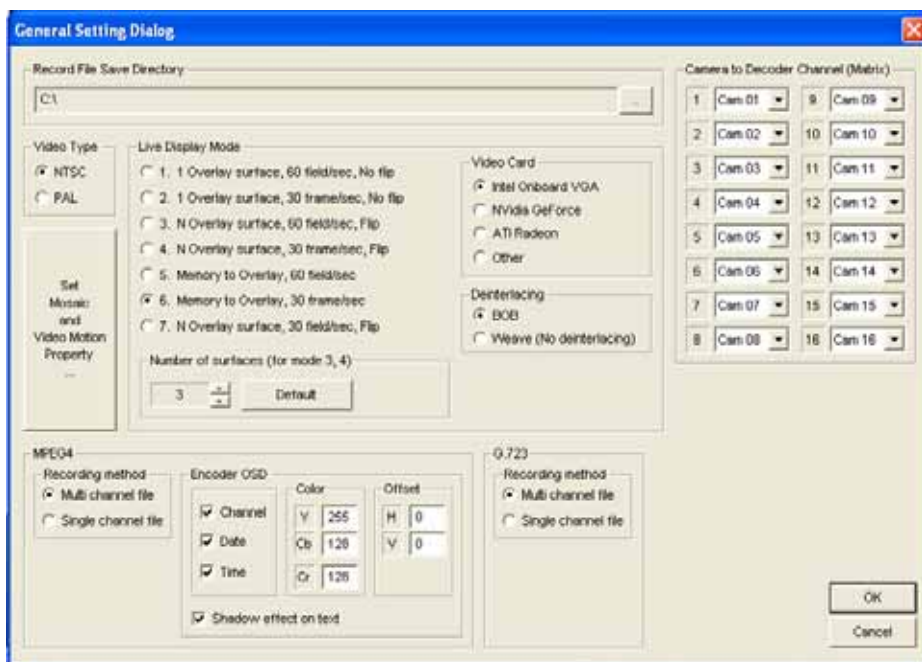 General Setting Dialog
Record File Save Directory
C:\
...
Video Type
NTSC
PAL
Set
Mosaic
and
Video Motion
Property
...
Live Display Mode
1. 1 Overlay surface, 60 field/sec, No flip
2. 1 Overlay surface, 30 frame/sec, No flip
3. N Overlay surface, 60 field/sec, Flip
4. N Overlay surface, 30 frame/sec, Flip
5. Memory to Overlay, 60 field/sec
6. Memory to Overlay, 30 frame/sec
7. N Overlay surface, 30 field/sec, Flip
Number of surfaces (for mode 3, 4)
3 Default
Video Card
Intel Onboard VGA
NVidia GeForce
ATI Radeon
Other
Deinterlacing
BOB
Weave (No deinterlacing)
Camera to Decoder Channel (Matrix)
1 Cam 01 9 Cam 09
2 Cam 02 10 Cam 10
3 Cam 03 11 Cam 11
4 Cam 04 12 Cam 12
5 Cam 05 13 Cam 13
6 Cam 06 14 Cam 14
7 Cam 07 15 Cam 15
8 Cam 08 16 Cam 16
MPEG4
Recording method
Multi channel file
Single channel file
Encoder OSD
Channel
Date
Time
Color
Y 255
Cb 128
Cr 128
Offset
H 0
V 0
Shadow effect on text
G.723
Recording method
Multi channel file
Single channel file
OK
Cancel